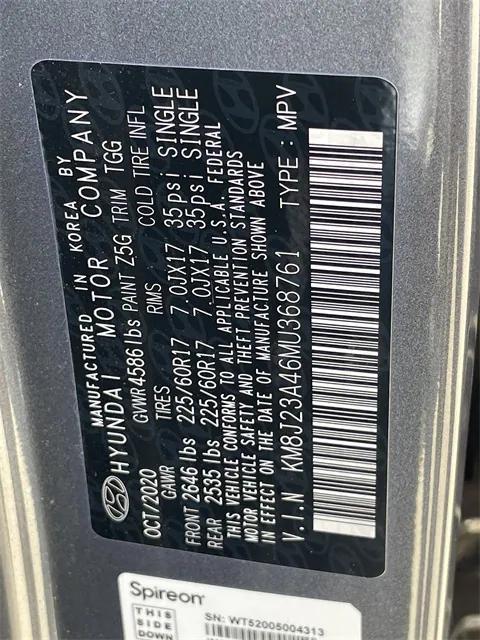 MANUFACTURED IN KOREA BY
HYUNDAI MOTOR COMPANY
OCT/2020 GVWR 4586 lbs PAINT Z5G TRIM TGG
GAWR TIRES RIMS COLD TIRE INFL
FRONT 2646 lbs 225/60R17 7.0JX17 35psi SINGLE
REAR 2535 lbs 225/60R17 7.0JX17 35psi SINGLE
THIS VEHICLE CONFORMS TO ALL APPLICABLE U.S.A. FEDERAL
MOTOR VEHICLE SAFETY AND THEFT PREVENTION STANDARDS
IN EFFECT ON THE DATE OF MANUFACTURE SHOWN ABOVE
V.I.N KM8J23A46MU368761 TYPE : MPV
Spireon
THIS
SIDE
DOWN
SN: WT52005004313